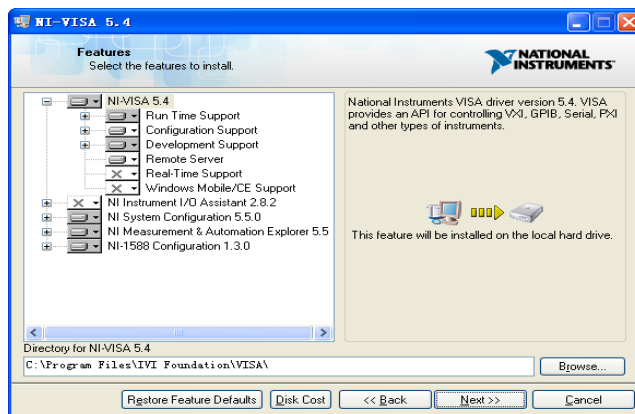 NI-VISA 5.4
Features
Select the features to install.
NATIONAL
INSTRUMENTS
NI-VISA 5.4
Run Time Support
Configuration Support
Development Support
Remote Server
Real-Time Support
Windows Mobile/CE Support
NI Instrument I/O Assistant 2.8.2
NI System Configuration 5.5.0
NI Measurement & Automation Explorer 5.5
NI-1588 Configuration 1.3.0
National Instruments VISA driver version 5.4. VISA
provides an API for controlling VXI, GPIB, Serial, PXI
and other types of instruments.
This feature will be installed on the local hard drive.
Directory for NI-VISA 5.4
C:\Program Files\IVI Foundation\VISA\
Browse...
Restore Feature Defaults
Disk Cost
<< Back
Next >>
Cancel